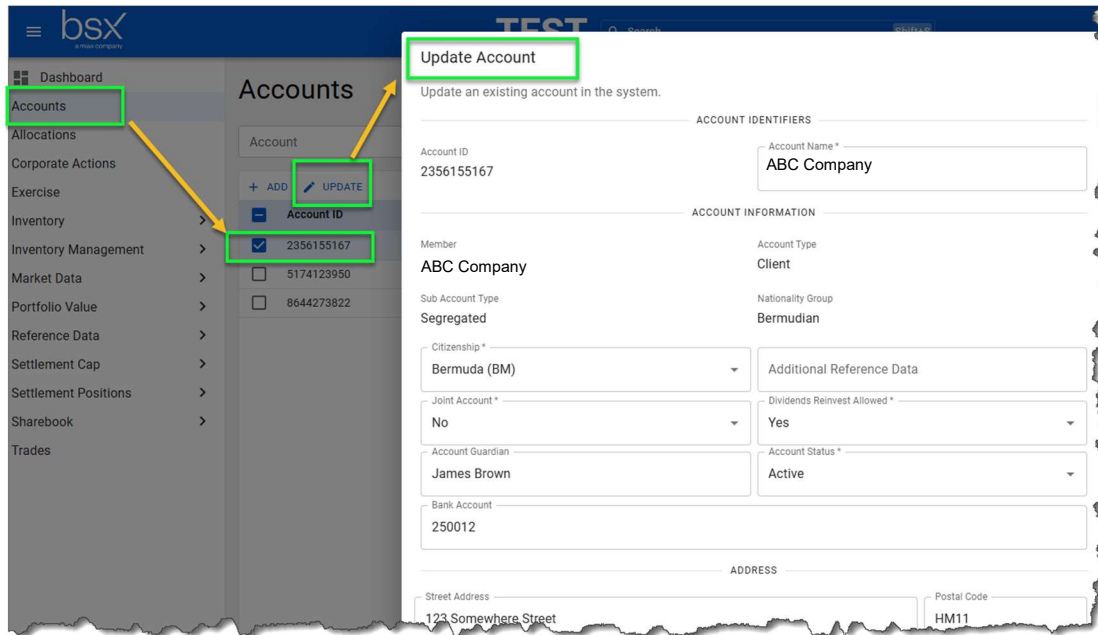 bsx
a miax company
TEST
Search
Shift+S
Dashboard
Accounts
Allocations
Corporate Actions
Exercise
Inventory
Inventory Management
Market Data
Portfolio Value
Reference Data
Settlement Cap
Settlement Positions
Sharebook
Trades
Accounts
Account
+ ADD UPDATE
Account ID
2356155167
5174123950
8644273822
Update Account
Update an existing account in the system.
ACCOUNT IDENTIFIERS
Account ID
2356155167
Account Name *
ABC Company
ACCOUNT INFORMATION
Member
ABC Company
Account Type
Client
Sub Account Type
Segregated
Nationality Group
Bermudian
Citizenship *
Bermuda (BM)
Additional Reference Data
Joint Account *
No
Dividends Reinvest Allowed *
Yes
Account Guardian
James Brown
Account Status *
Active
Bank Account
250012
ADDRESS
Street Address
123 Somewhere Street
Postal Code
HM11